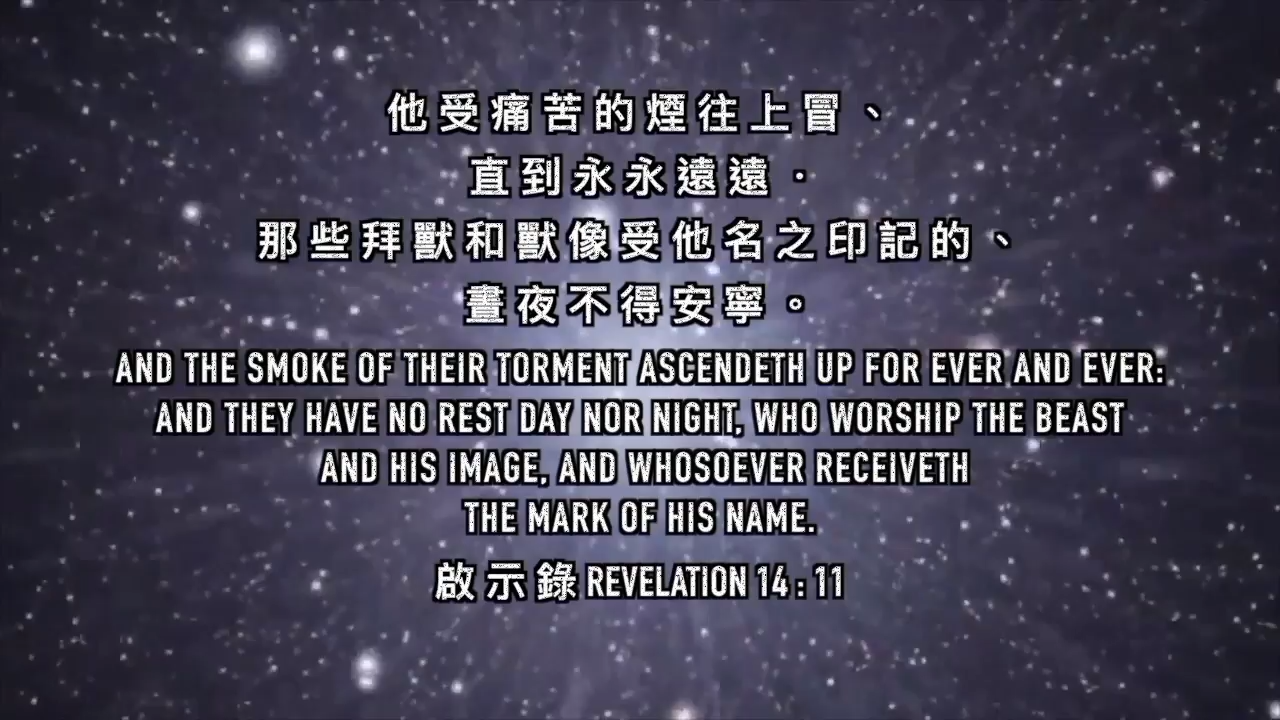 他受痛苦的煙往上冒、
直到永永遠遠．
那些拜獸和獸像受他名之印記的、
晝夜不得安寧。
AND THE SMOKE OF THEIR TORMENT ASCENDETH UP FOR EVER AND EVER:
AND THEY HAVE NO REST DAY NOR NIGHT, WHO WORSHIP THE BEAST
AND HIS IMAGE, AND WHOSOEVER RECEIVETH
THE MARK OF HIS NAME.
啟示錄 REVELATION 14 : 11